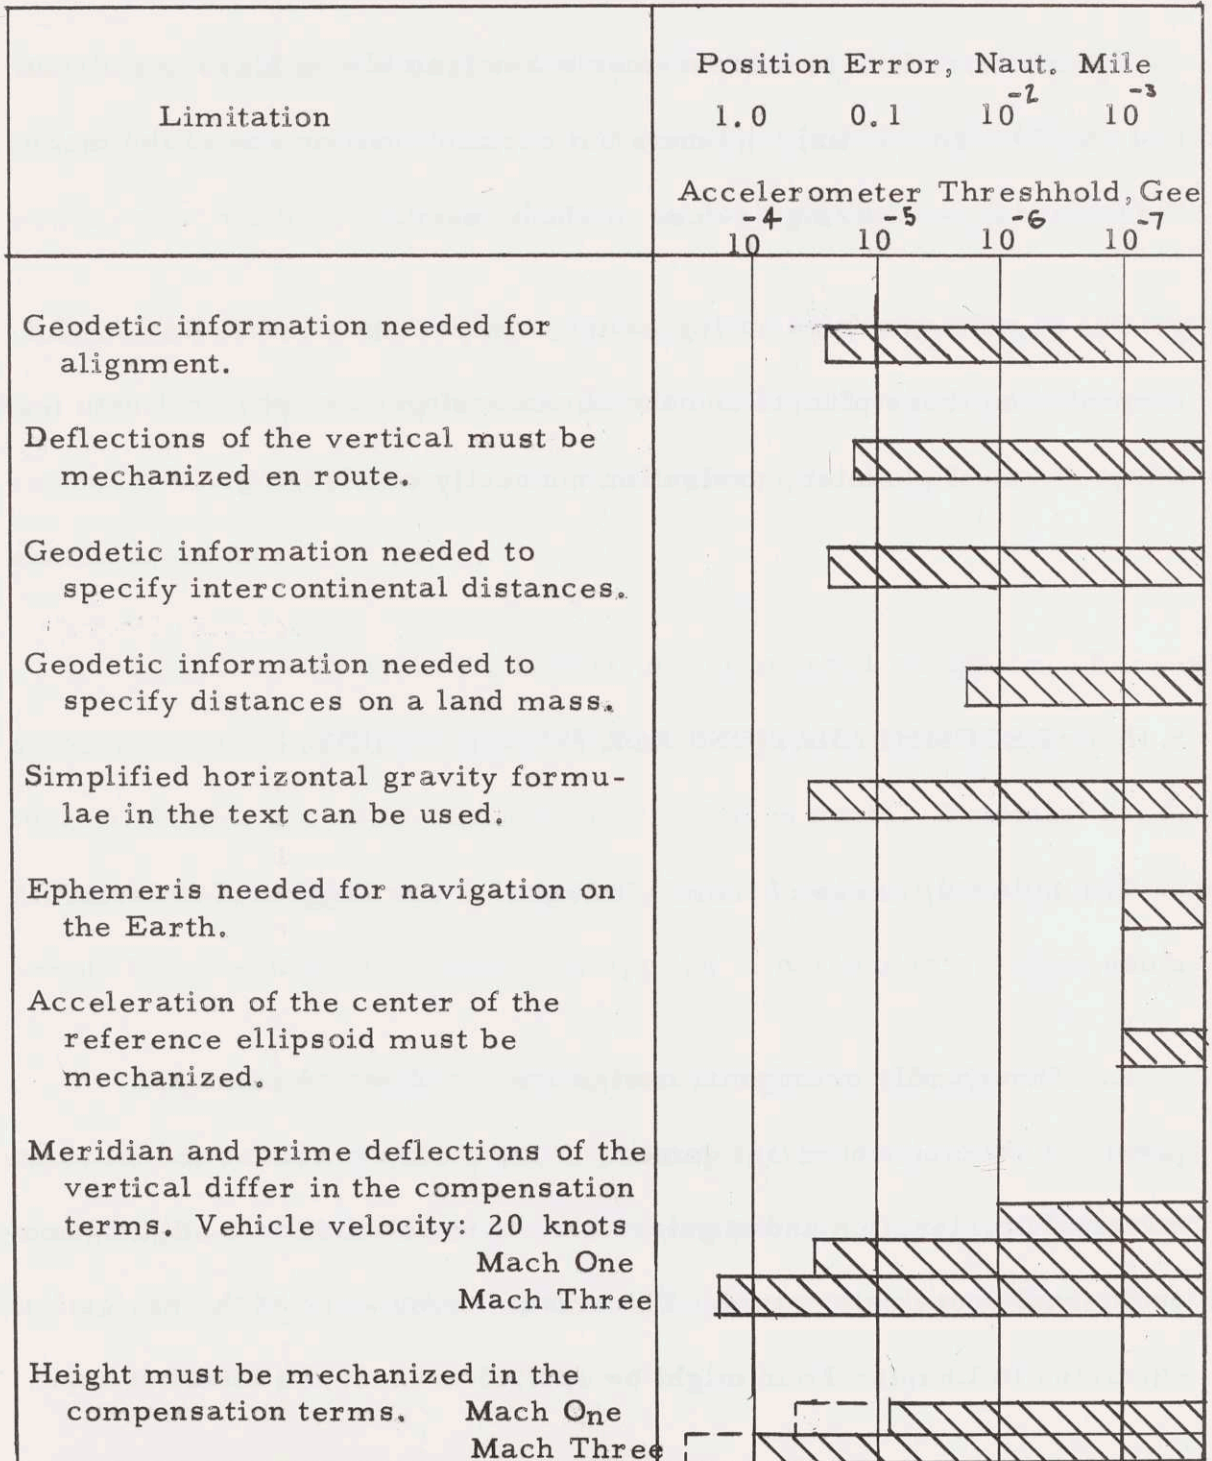 Limitation
Position Error, Naut. Mile
1.0 0.1 10⁻² 10⁻³
Accelerometer Threshhold, Gee
10⁻⁴ 10⁻⁵ 10⁻⁶ 10⁻⁷
Geodetic information needed for
alignment.
Deflections of the vertical must be
mechanized en route.
Geodetic information needed to
specify intercontinental distances.
Geodetic information needed to
specify distances on a land mass.
Simplified horizontal gravity formu-
lae in the text can be used.
Ephemeris needed for navigation on
the Earth.
Acceleration of the center of the
reference ellipsoid must be
mechanized.
Meridian and prime deflections of the
vertical differ in the compensation
terms. Vehicle velocity: 20 knots
Mach One
Mach Three
Height must be mechanized in the
compensation terms. Mach One
Mach Three